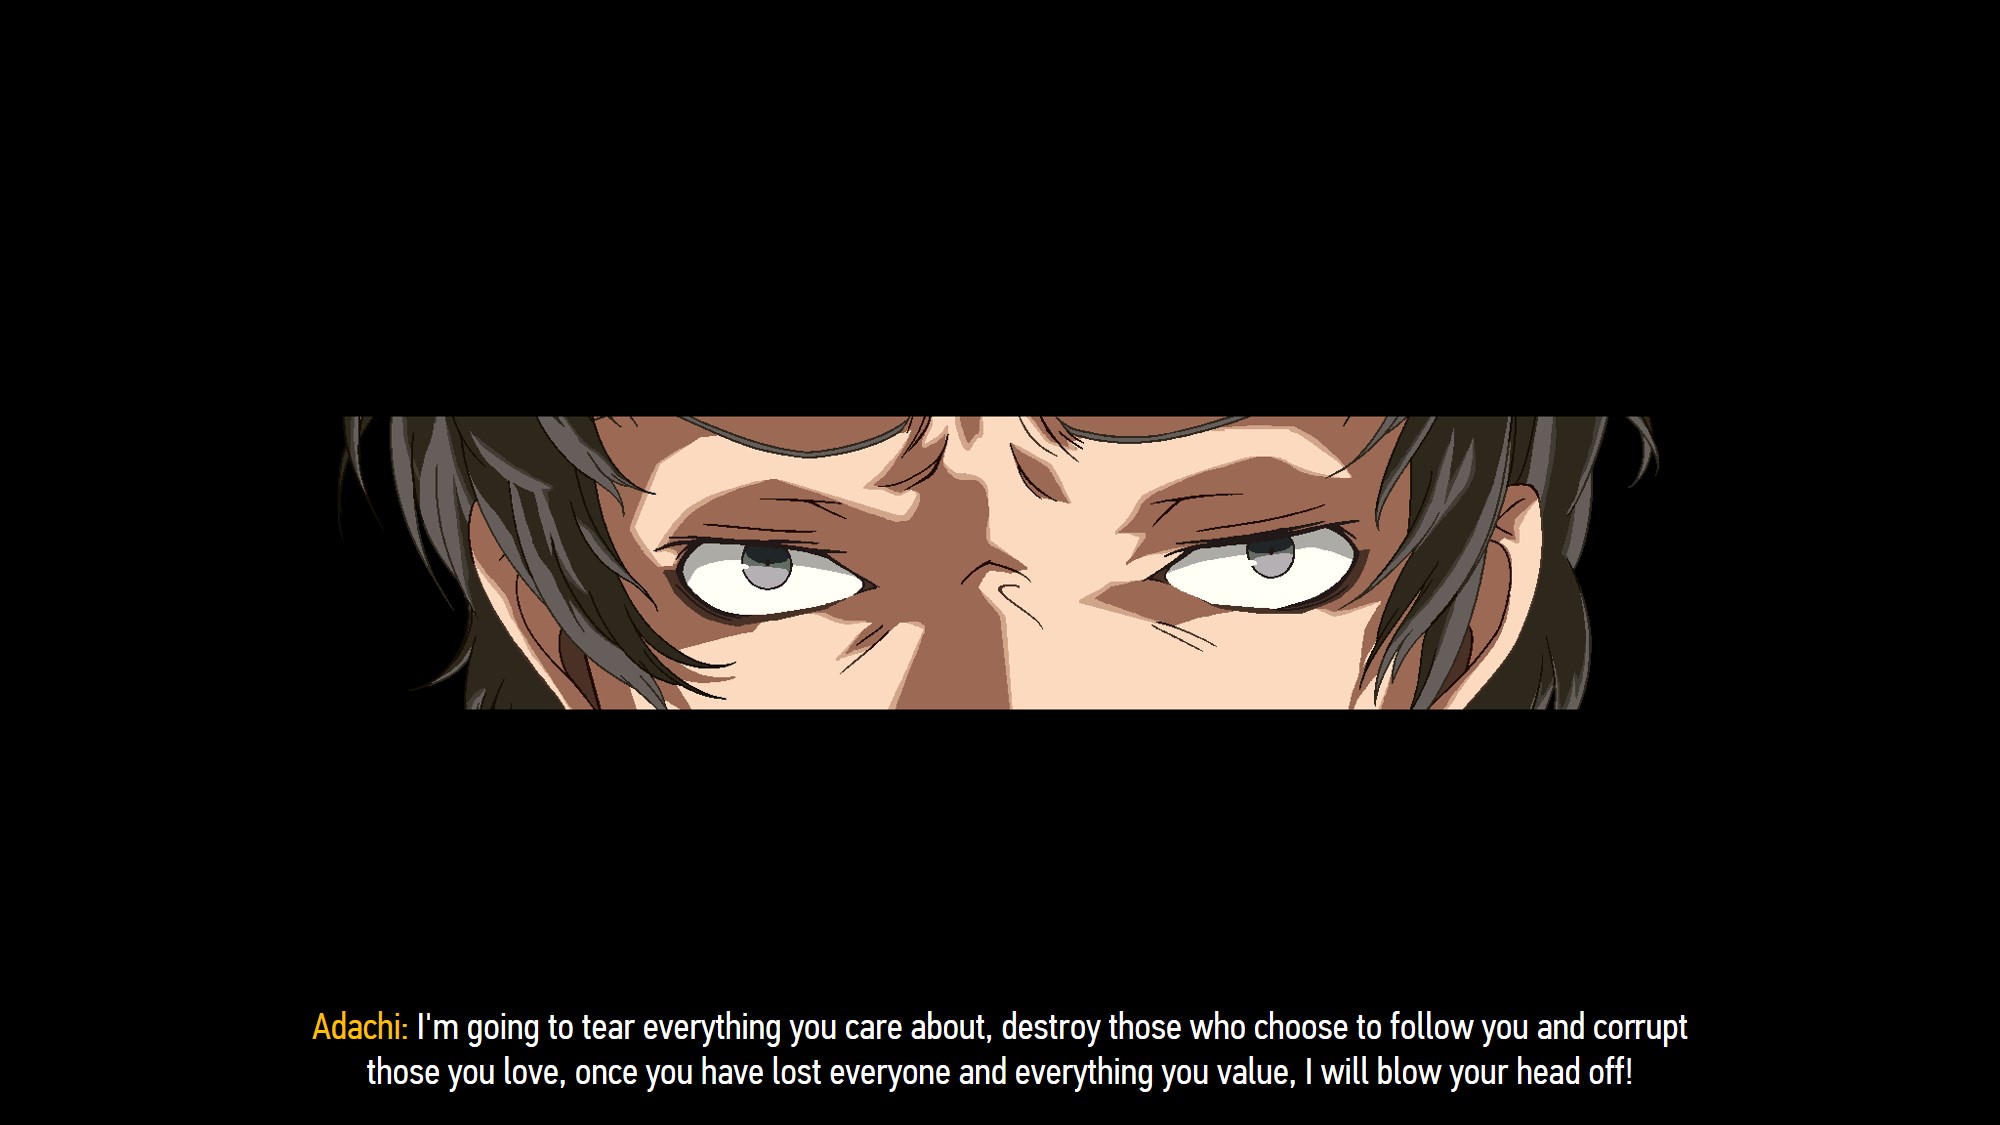 Adachi: I'm going to tear everything you care about, destroy those who choose to follow you and corrupt
those you love, once you have lost everyone and everything you value, I will blow your head off!